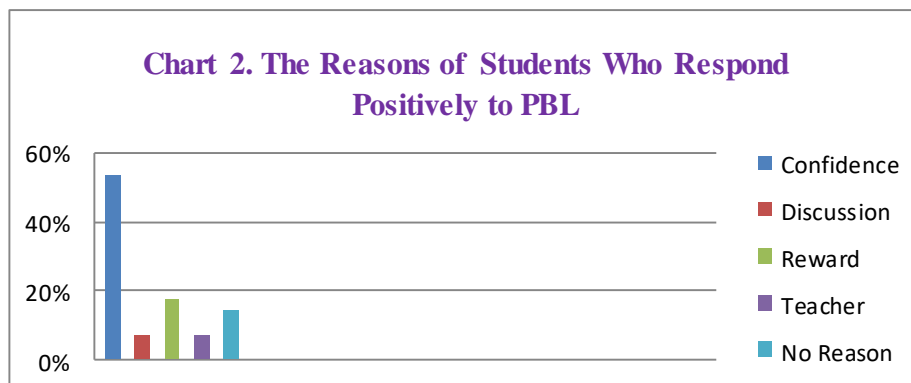 Chart 2. The Reasons of Students Who Respond
Positively to PBL
60%
40%
20%
0%
Confidence
Discussion
Reward
Teacher
No Reason